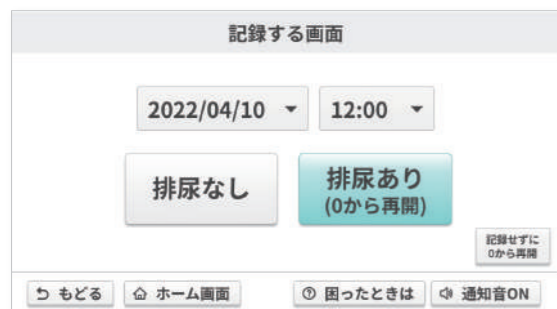 記録する画面
2022/04/10 12:00
排尿なし 排尿あり
(0から再開)
記録せずに
0から再開
もどる ホーム画面 困ったときは 通知音ON